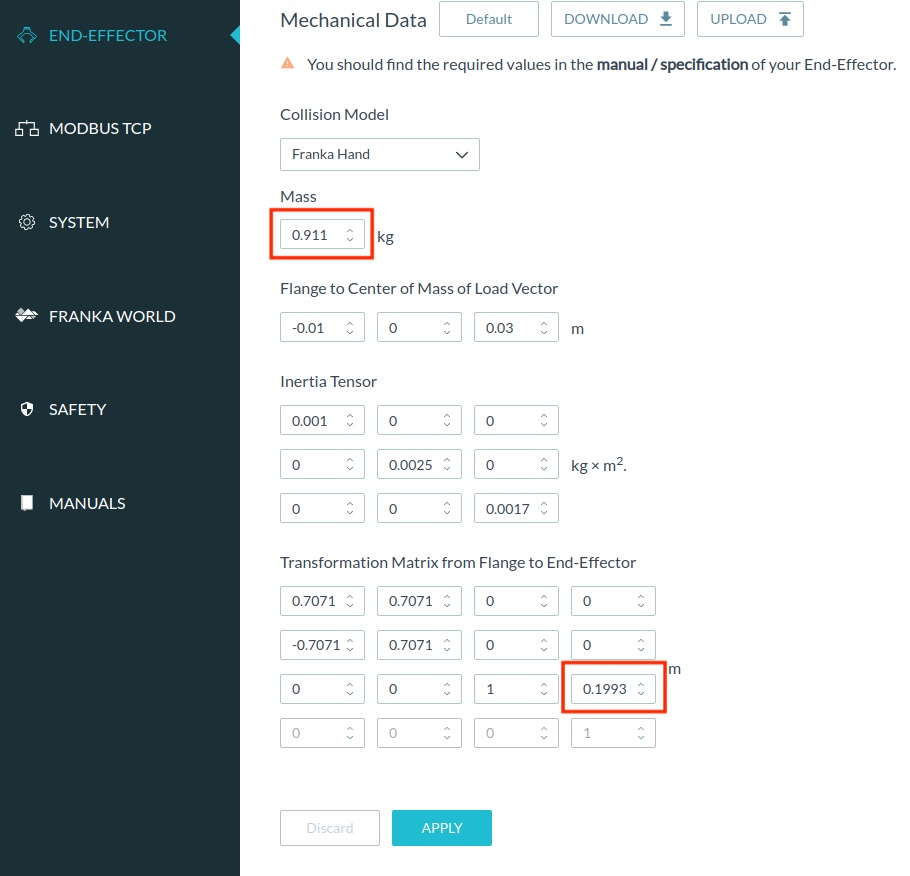 END-EFFECTOR
MODBUS TCP
SYSTEM
FRANKA WORLD
SAFETY
MANUALS
Mechanical Data Default DOWNLOAD UPLOAD
You should find the required values in the manual / specification of your End-Effector.
Collision Model
Franka Hand
Mass
0.911 kg
Flange to Center of Mass of Load Vector
-0.01 0 0.03 m
Inertia Tensor
0.001 0 0
0 0.0025 0 kg × m².
0 0 0.0017
Transformation Matrix from Flange to End-Effector
0.7071 0.7071 0 0
-0.7071 0.7071 0 0
m
0 0 1 0.1993
0 0 0 1
Discard APPLY